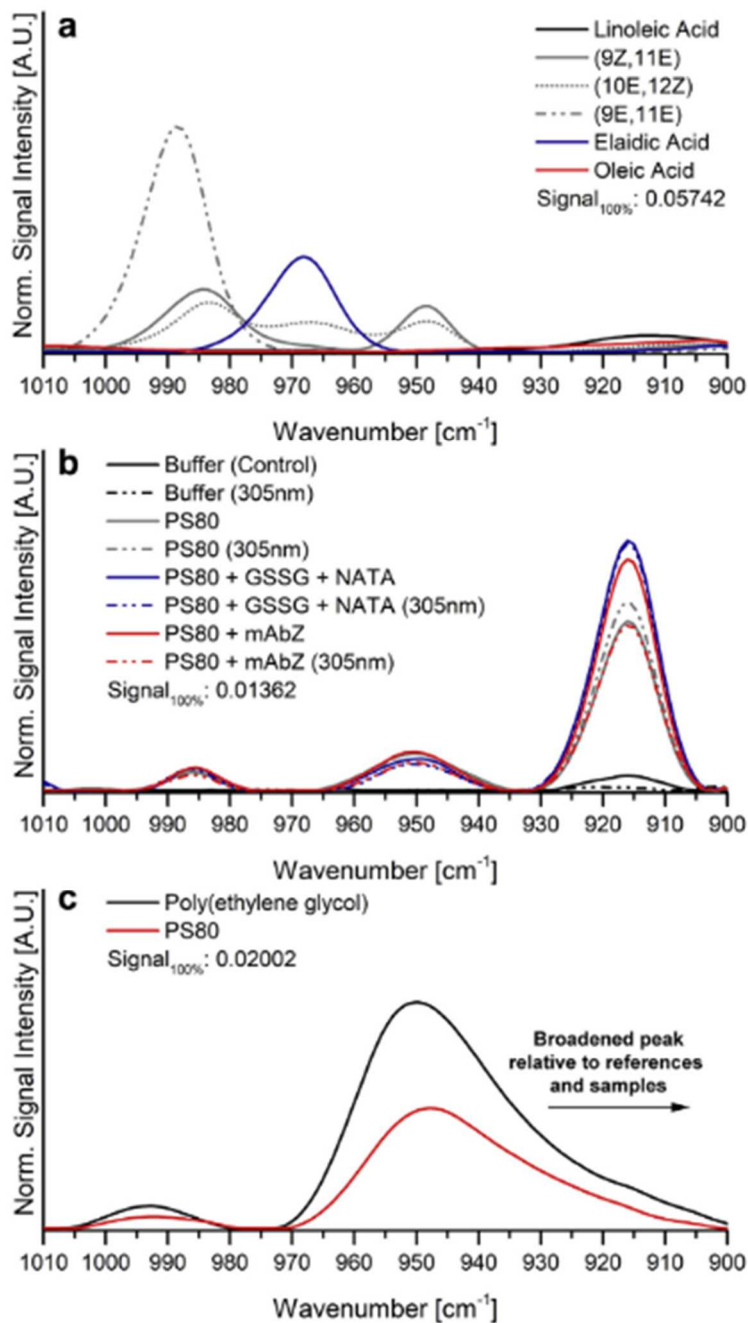 a
Norm. Signal Intensity [A.U.]
Linoleic Acid
(9Z,11E)
(10E,12Z)
(9E,11E)
Elaidic Acid
Oleic Acid
Signal100%: 0.05742
1010 1000 990 980 970 960 950 940 930 920 910 900
Wavenumber [cm-1]
b
Norm. Signal Intensity [A.U.]
Buffer (Control)
Buffer (305nm)
PS80
PS80 (305nm)
PS80 + GSSG + NATA
PS80 + GSSG + NATA (305nm)
PS80 + mAbZ
PS80 + mAbZ (305nm)
Signal100%: 0.01362
1010 1000 990 980 970 960 950 940 930 920 910 900
Wavenumber [cm-1]
c
Norm. Signal Intensity [A.U.]
Poly(ethylene glycol)
PS80
Signal100%: 0.02002
Broadened peak
relative to references
and samples
1010 1000 990 980 970 960 950 940 930 920 910 900
Wavenumber [cm-1]